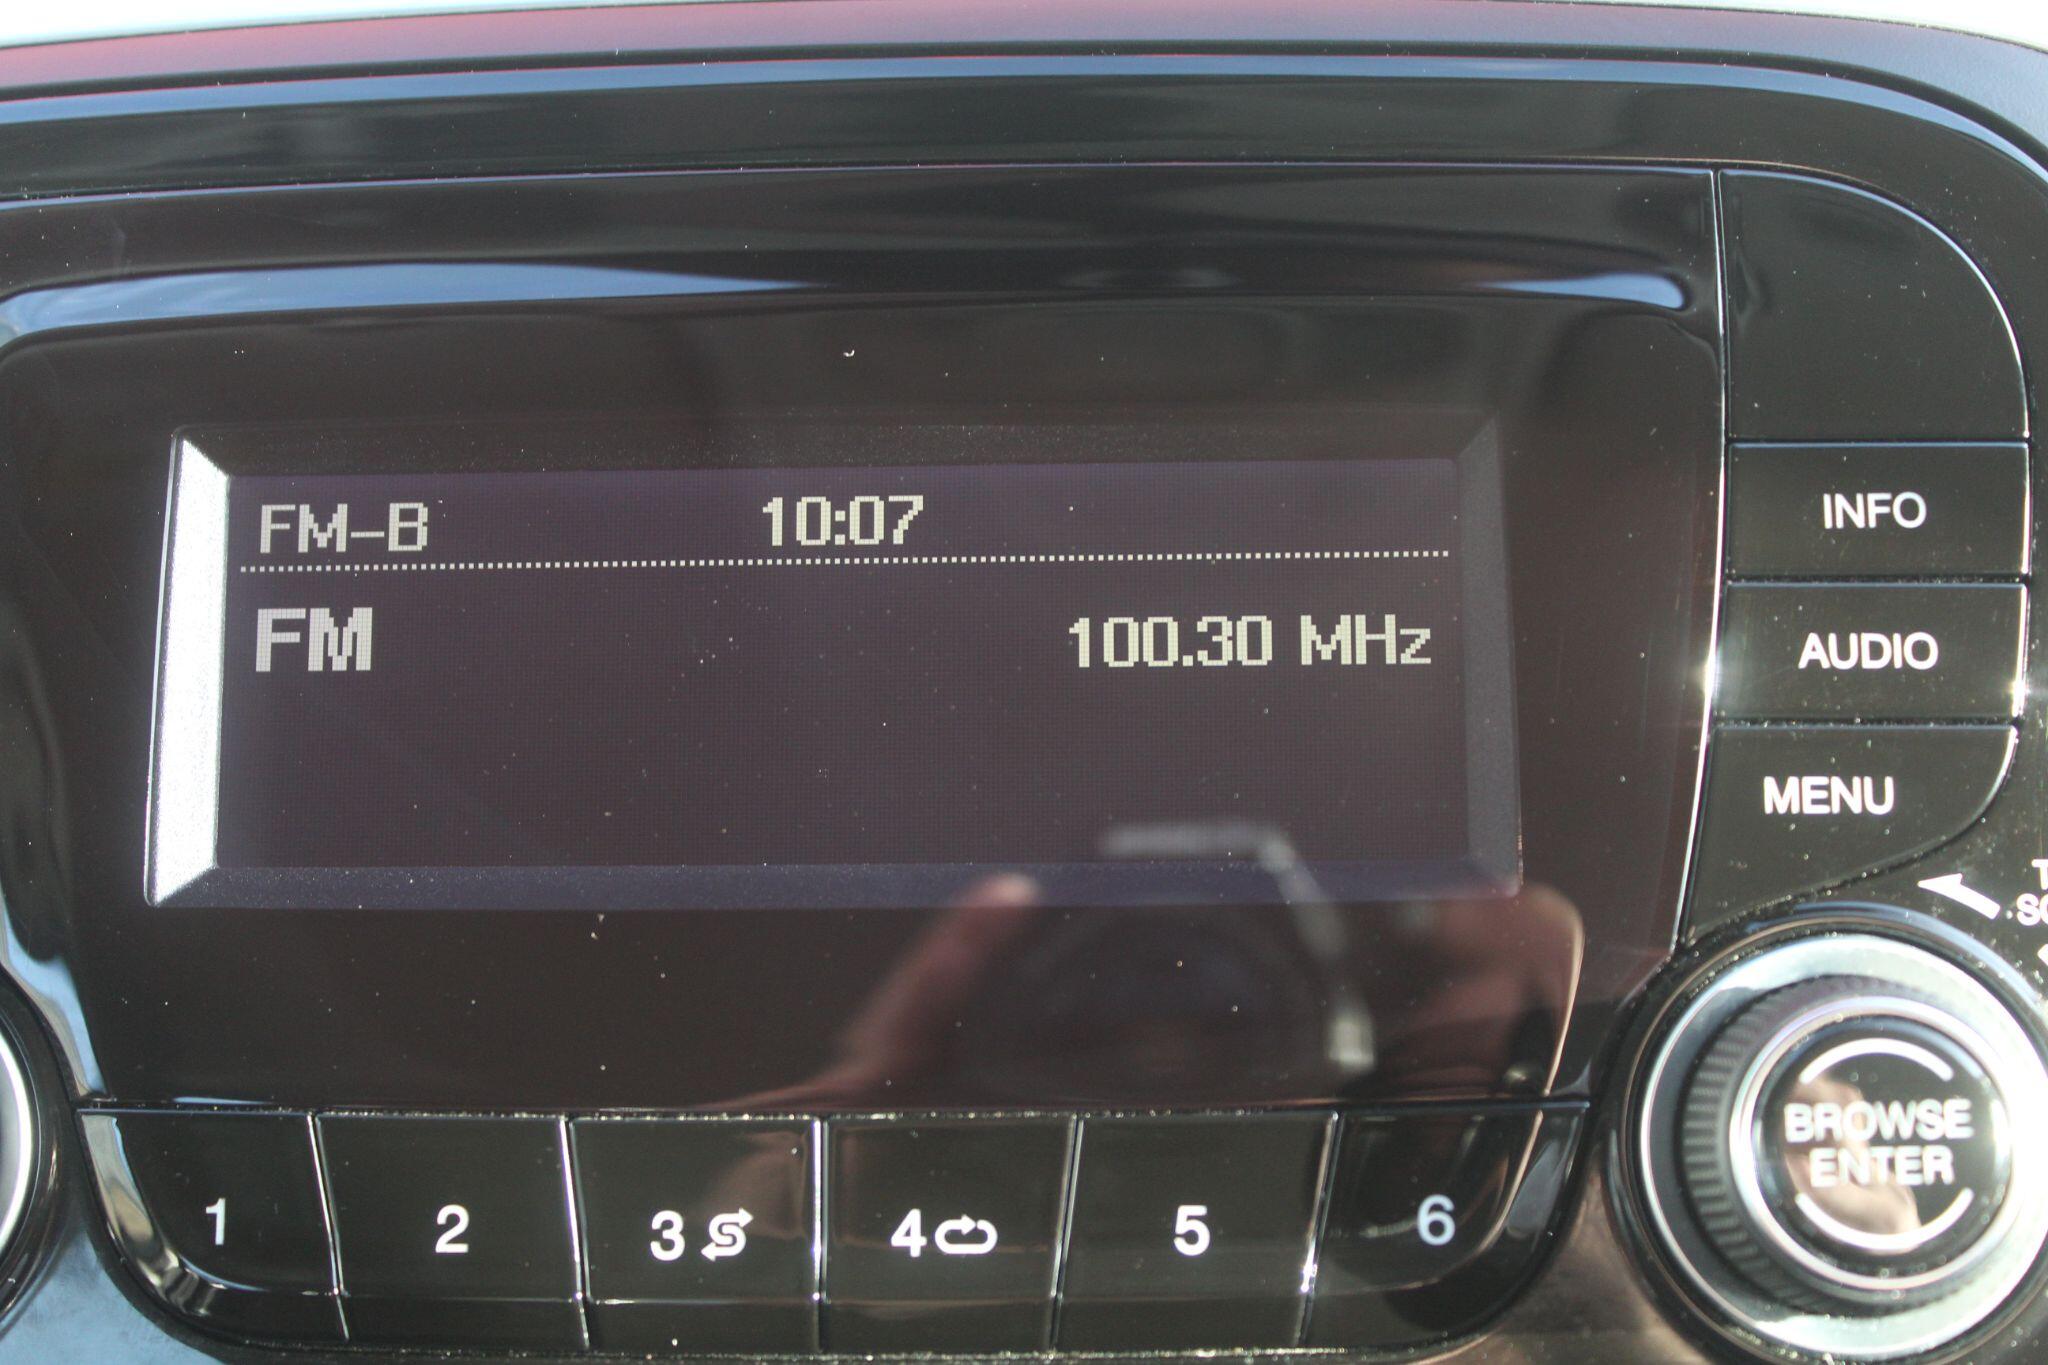 FM-B 10:07
FM 100.30 MHz
INFO
AUDIO
MENU
BROWSE
ENTER
1 2 3 4 5 6